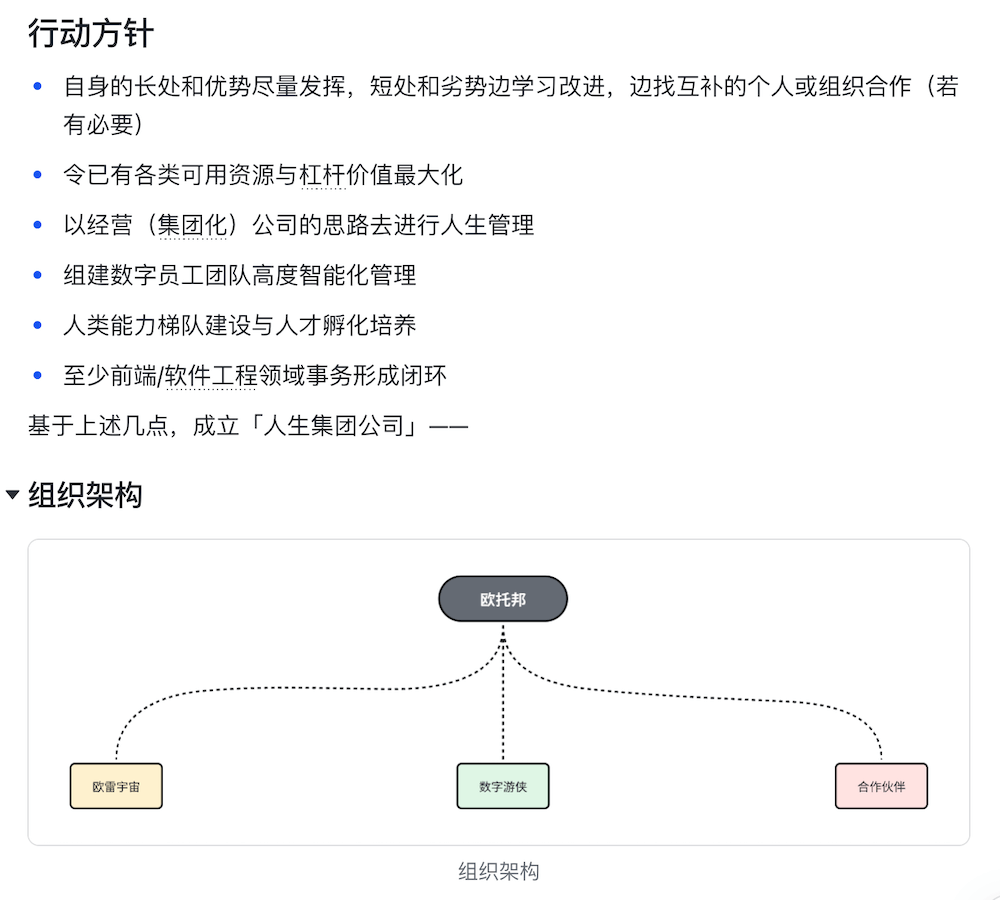 行动方针
自身的长处和优势尽量发挥，短处和劣势边学习改进，边找互补的个人或组织合作（若
有必要）
令已有各类可用资源与杠杆价值最大化
以经营（集团化）公司的思路去进行人生管理
组建数字员工团队高度智能化管理
人类能力梯队建设与人才孵化培养
至少前端/软件工程领域事务形成闭环
基于上述几点，成立「人生集团公司」——
组织架构
欧托邦
欧雷宇宙
数字游侠
合作伙伴
组织架构